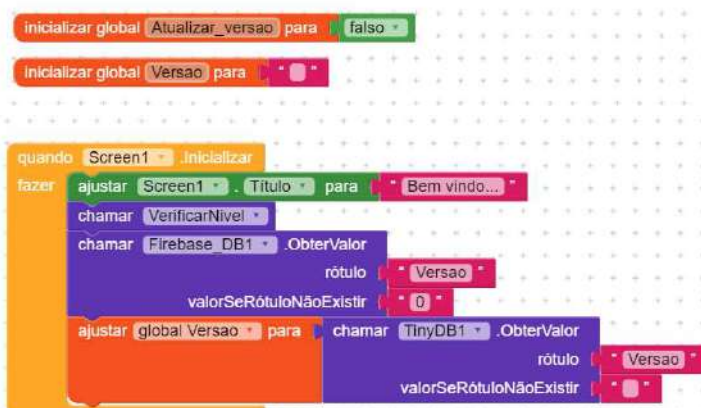 inicializar global Atualizar_versao para falso
inicializar global Versao para " "
quando Screen1 .Inicializar
fazer ajustar Screen1 . Título para " Bem vindo... "
chamar VerificarNivel
chamar Firebase_DB1 .ObterValor
rótulo " Versao "
valorSeRótuloNãoExistir " 0 "
ajustar global Versao para chamar TinyDB1 .ObterValor
rótulo " Versao "
valorSeRótuloNãoExistir " "